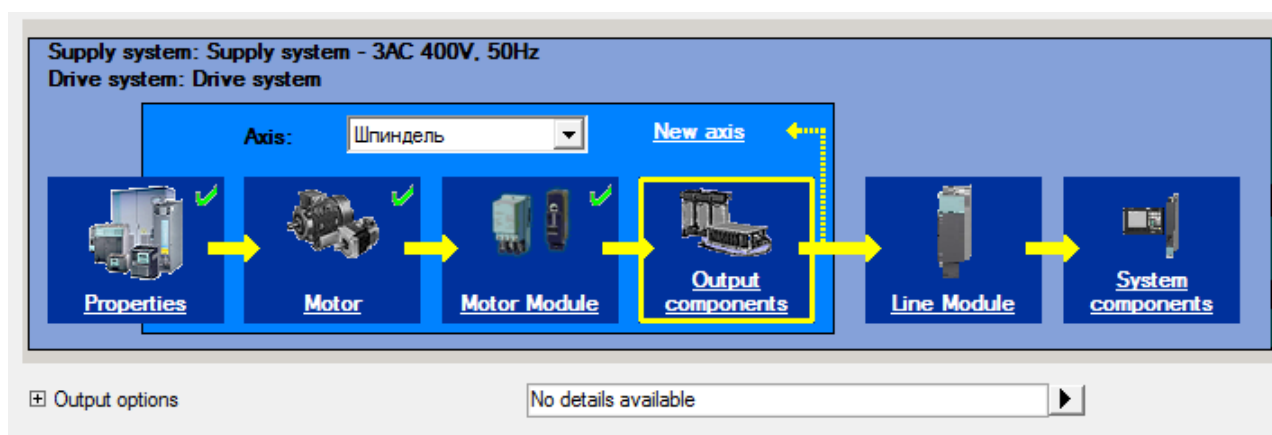 Supply system: Supply system - 3AC 400V, 50Hz
Drive system: Drive system
Axis: Шпиндель New axis
Properties
Motor
Motor Module
Output
components
Line Module
System
components
Output options No details available